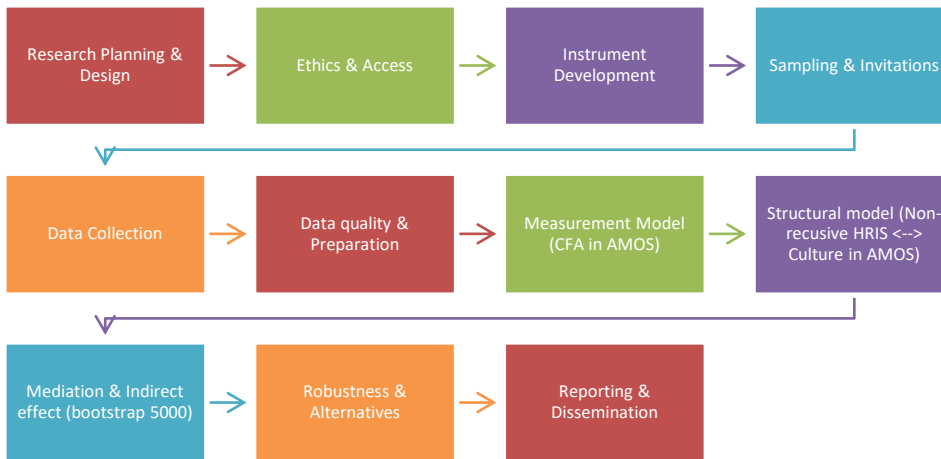 Research Planning &
Design
Ethics & Access
Instrument
Development
Sampling & Invitations
Data Collection
Data quality &
Preparation
Measurement Model
(CFA in AMOS)
Structural model (Non-
recusive HRIS <-->
Culture in AMOS)
Mediation & Indirect
effect (bootstrap 5000)
Robustness &
Alternatives
Reporting &
Dissemination